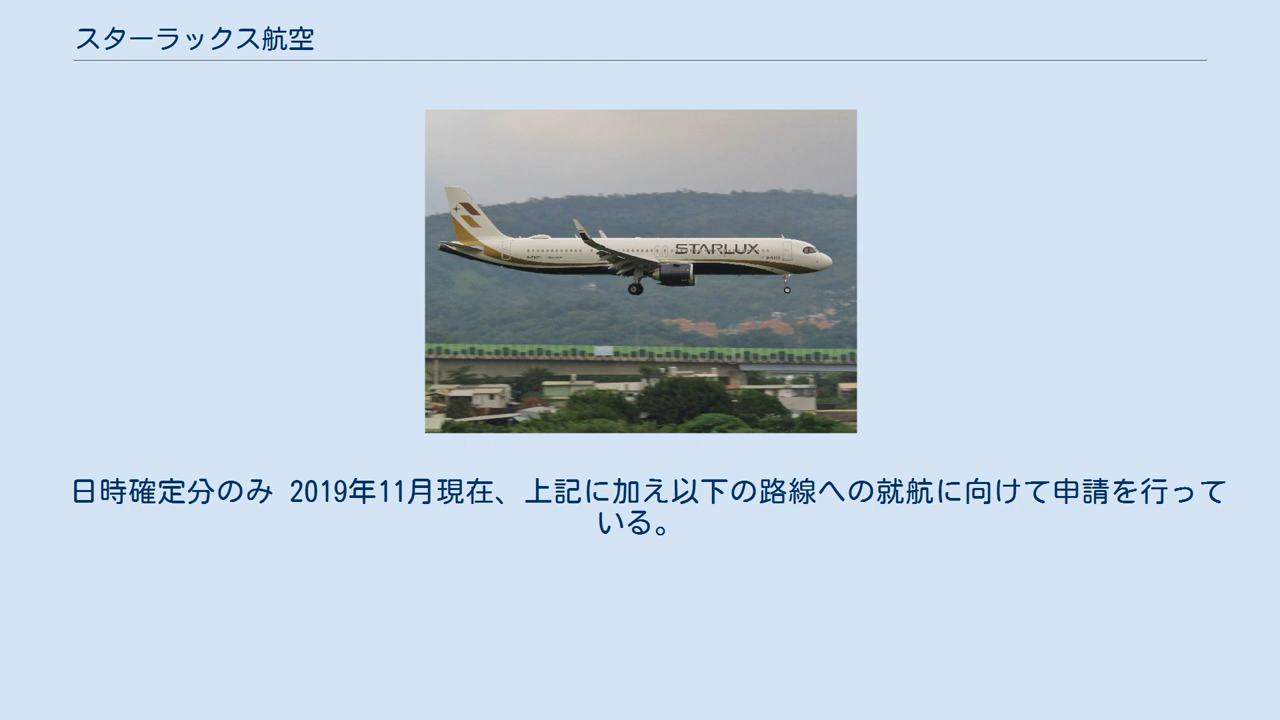 スターラックス航空
STARLUX
日時確定分のみ 2019年11月現在、上記に加え以下の路線への就航に向けて申請を行って
いる。